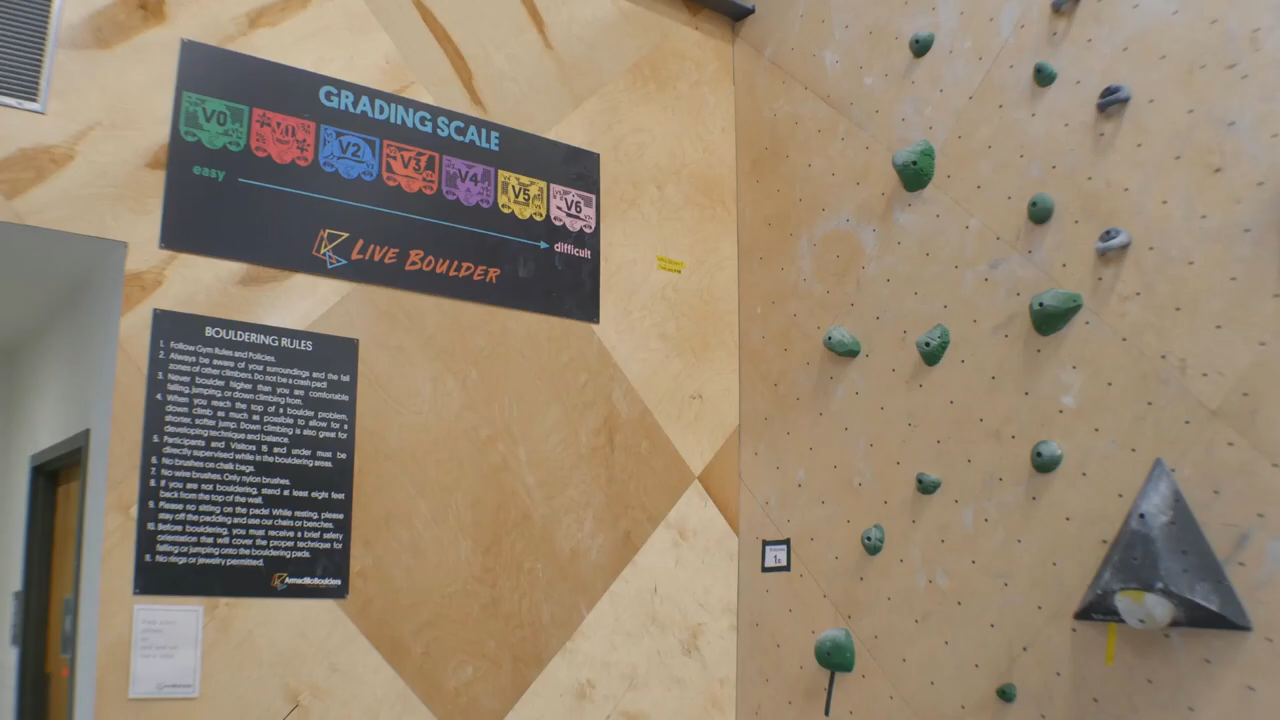 GRADING SCALE
V0 V1 V2 V3 V4 V5 V6
easy
difficult
LIVE BOULDER
BOULDERING RULES
1. Follow Gym Rules and Policies.
2. Always be aware of your surroundings and the fall
zones of other climbers. Do not be a crash pad!
3. Never boulder higher than you are comfortable
falling, jumping, or down climbing from.
4. When you reach the top of a boulder problem,
down climb as much as possible to allow for a
shorter, softer jump. Down climbing is also great for
developing technique and balance.
5. Participants and Visitors 15 and under must be
directly supervised while in the bouldering areas.
6. No brushes on chalk bags.
7. No wire brushes. Only nylon brushes.
8. If you are not bouldering, stand at least eight feet
back from the top of the wall.
9. Please no sitting on the pads! While resting, please
stay off the padding and use our chairs or benches.
10. Before bouldering, you must receive a brief safety
orientation that will cover the proper technique for
falling or jumping onto the bouldering pads.
11. No rings or jewelry permitted.
ArmadilloBoulders